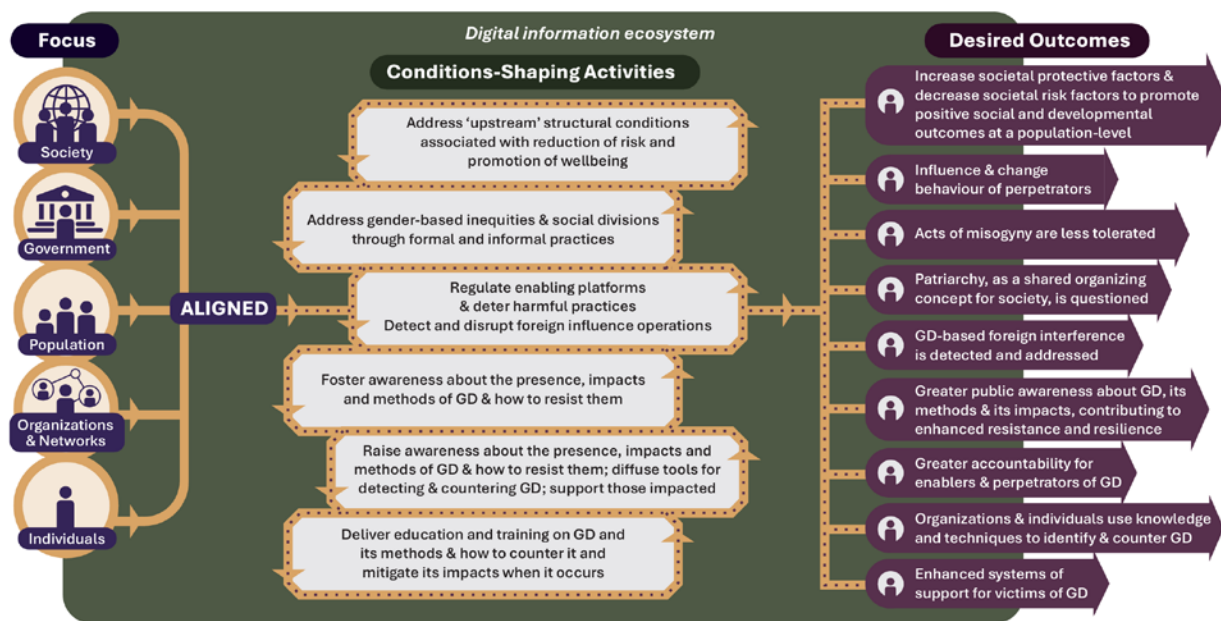 Digital information ecosystem
Focus
Society
Government
Population
Organizations
& Networks
Individuals
ALIGNED
Conditions-Shaping Activities
Address ‘upstream’ structural conditions
associated with reduction of risk and
promotion of wellbeing
Address gender-based inequities & social divisions
through formal and informal practices
Regulate enabling platforms
& deter harmful practices
Detect and disrupt foreign influence operations
Foster awareness about the presence, impacts
and methods of GD & how to resist them
Raise awareness about the presence, impacts and
methods of GD & how to resist them; diffuse tools for
detecting & countering GD; support those impacted
Deliver education and training on GD and
its methods & how to counter it and
mitigate its impacts when it occurs
Desired Outcomes
Increase societal protective factors &
decrease societal risk factors to promote
positive social and developmental
outcomes at a population-level
Influence & change
behaviour of perpetrators
Acts of misogyny are less tolerated
Patriarchy, as a shared organizing
concept for society, is questioned
GD-based foreign interference
is detected and addressed
Greater public awareness about GD, its
methods & its impacts, contributing to
enhanced resistance and resilience
Greater accountability for
enablers & perpetrators of GD
Organizations & individuals use knowledge
and techniques to identify & counter GD
Enhanced systems of
support for victims of GD